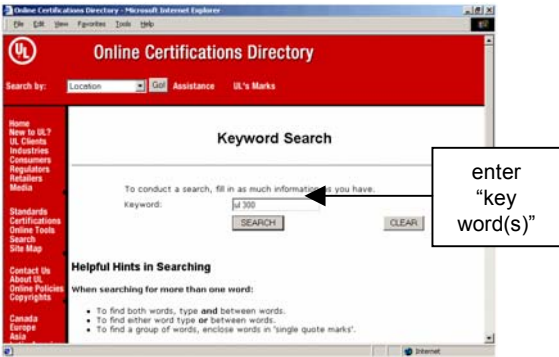 Online Certifications Directory - Microsoft Internet Explorer
File Edit View Favorites Tools Help
UL
Online Certifications Directory
Search by: Location Go! Assistance UL's Marks
Home
New to UL?
UL Clients
Industries
Consumers
Regulators
Retailers
Media
Standards
Certifications
Online Tools
Search
Site Map
Contact Us
About UL
Online Policies
Copyrights
Canada
Europe
Asia
Keyword Search
To conduct a search, fill in as much information as you have.
Keyword: ul 300
SEARCH CLEAR
Helpful Hints in Searching
When searching for more than one word:
• To find both words, type and between words.
• To find either word type or between words.
• To find a group of words, enclose words in 'single quote marks'.
Internet
enter
“key
word(s)”